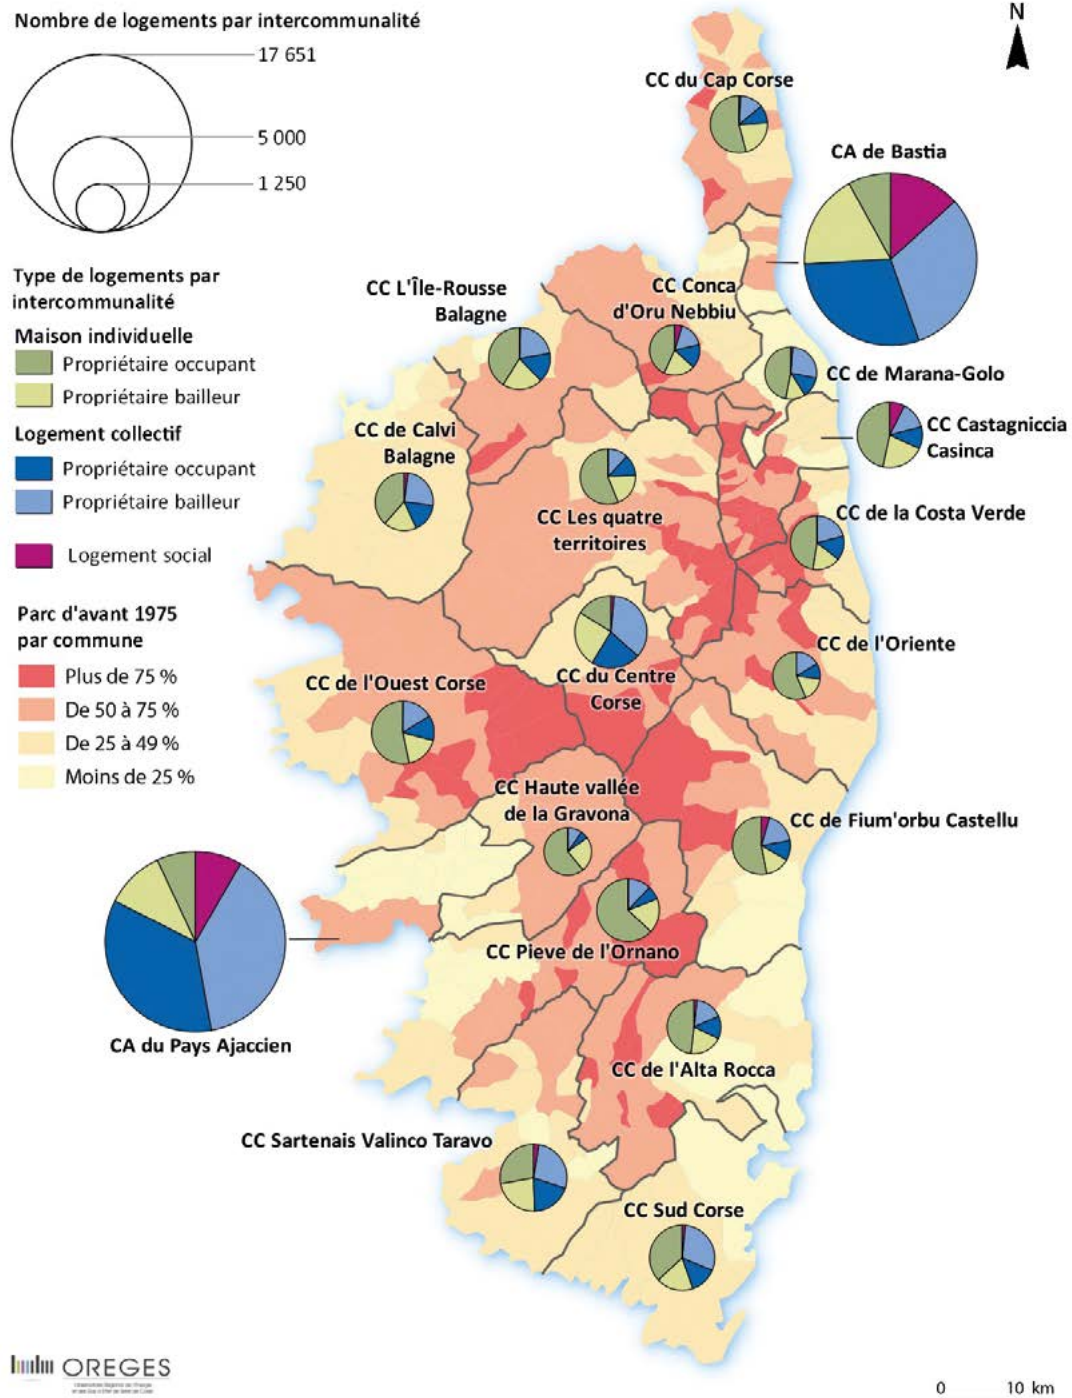 Nombre de logements par intercommunalité
17 651
5 000
1 250
Type de logements par
intercommunalité
Maison individuelle
Propriétaire occupant
Propriétaire bailleur
Logement collectif
Propriétaire occupant
Propriétaire bailleur
Logement social
Parc d'avant 1975
par commune
Plus de 75 %
De 50 à 75 %
De 25 à 49 %
Moins de 25 %
N
CC du Cap Corse
CA de Bastia
CC L'Île-Rousse
Balagne
CC Conca
d'Oru Nebbiu
CC de Marana-Golo
CC de Calvi
Balagne
CC Castagniccia
Casinca
CC Les quatre
territoires
CC de la Costa Verde
CC de l'Oriente
CC du Centre
Corse
CC de l'Ouest Corse
CC Haute vallée
de la Gravona
CC de Fium'orbu Castellu
CC Pieve de l'Ornano
CA du Pays Ajaccien
CC de l'Alta Rocca
CC Sartenais Valinco Taravo
CC Sud Corse
OREGES
0 10 km